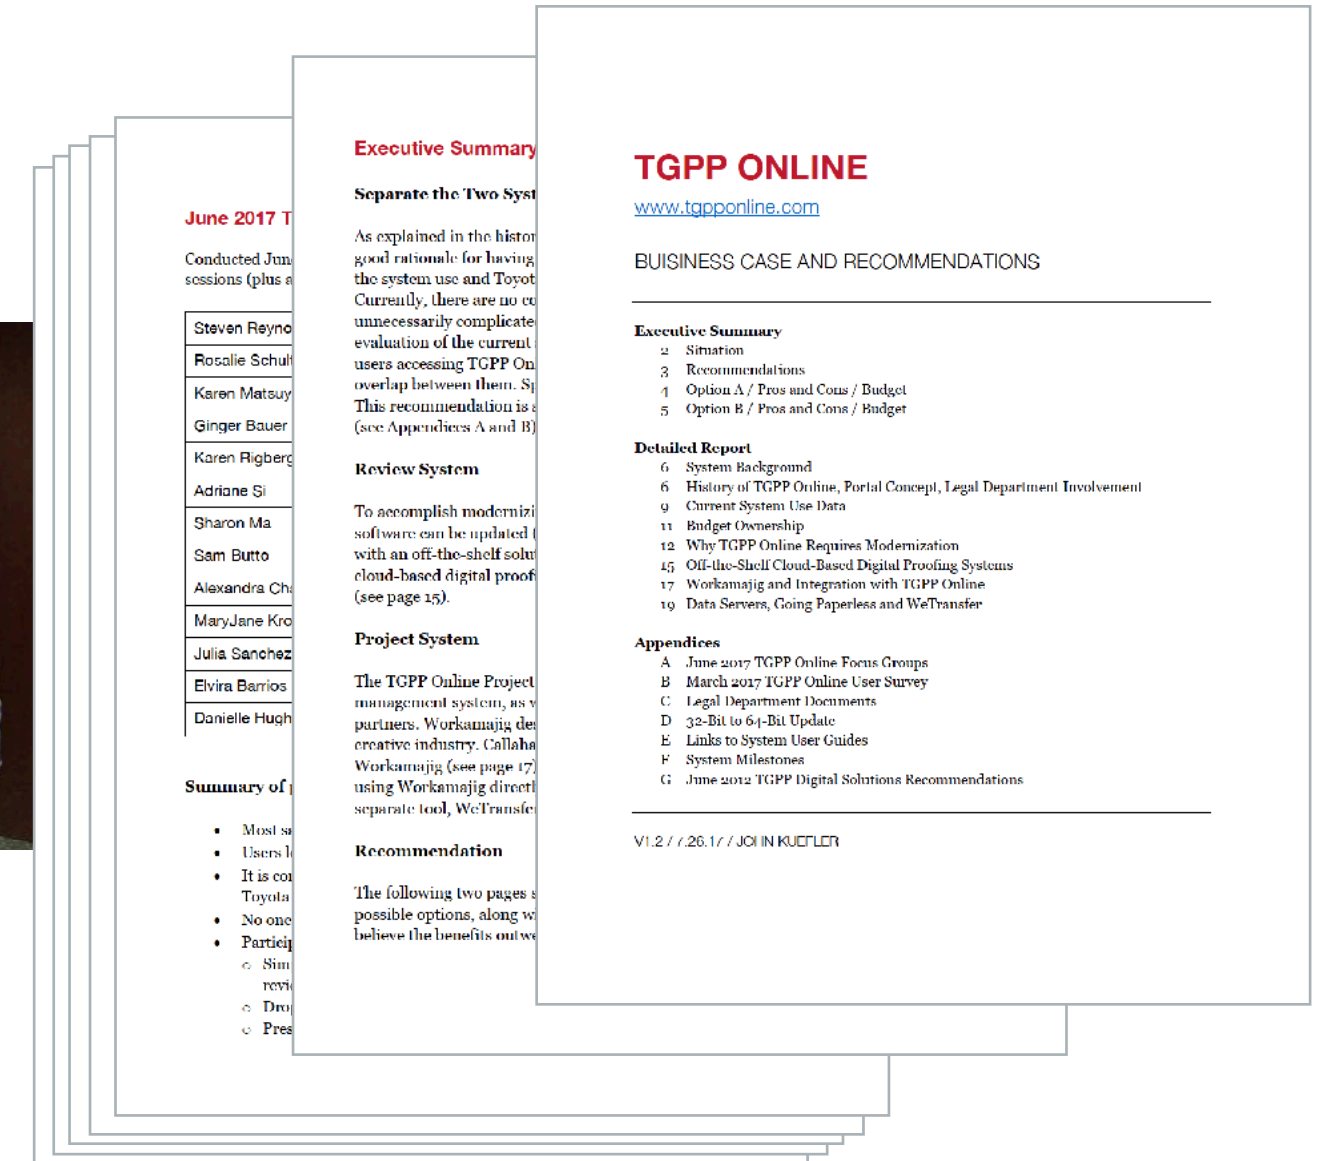 TGPP ONLINE
www.tgpponline.com
BUISINESS CASE AND RECOMMENDATIONS
Executive Summary
2 Situation
3 Recommendations
4 Option A / Pros and Cons / Budget
5 Option B / Pros and Cons / Budget
Detailed Report
6 System Background
6 History of TGPP Online, Portal Concept, Legal Department Involvement
9 Current System Use Data
11 Budget Ownership
12 Why TGPP Online Requires Modernization
15 Off-the-Shelf Cloud-Based Digital Proofing Systems
17 Workamajig and Integration with TGPP Online
19 Data Servers, Going Paperless and WeTransfer
Appendices
A June 2017 TGPP Online Focus Groups
B March 2017 TGPP Online User Survey
C Legal Department Documents
D 32-Bit to 64-Bit Update
E Links to System User Guides
F System Milestones
G June 2012 TGPP Digital Solutions Recommendations
V1.2 / 7.26.17 / JOHN KUEFLER
Executive Summary
Separate the Two Syst
As explained in the histor
good rationale for having
the system use and Toyot
Currently, there are no co
unnecessarily complicate
evaluation of the current
users accessing TGPP On
overlap between them. Sp
This recommendation is s
(see Appendices A and B)
Review System
To accomplish modernizi
software can be updated (
with an off-the-shelf solut
cloud-based digital proof
(see page 15).
Project System
The TGPP Online Project
management system, as w
partners. Workamajig des
creative industry. Callaha
Workamajig (see page 17)
using Workamajig directl
separate tool, WeTransfe
Recommendation
The following two pages s
possible options, along w
believe the benefits outwe
June 2017 T
Conducted Jun
sessions (plus a
Steven Reyno
Rosalie Schult
Karen Matsuy
Ginger Bauer
Karen Rigberg
Adriane Si
Sharon Ma
Sam Butto
Alexandra Cha
MaryJane Kro
Julia Sanchez
Elvira Barrios
Danielle Hugh
Summary of p
• Most sa
• Users l
• It is con
Toyota
• No one
• Particip
○ Sim
revi
○ Drop
○ Pres